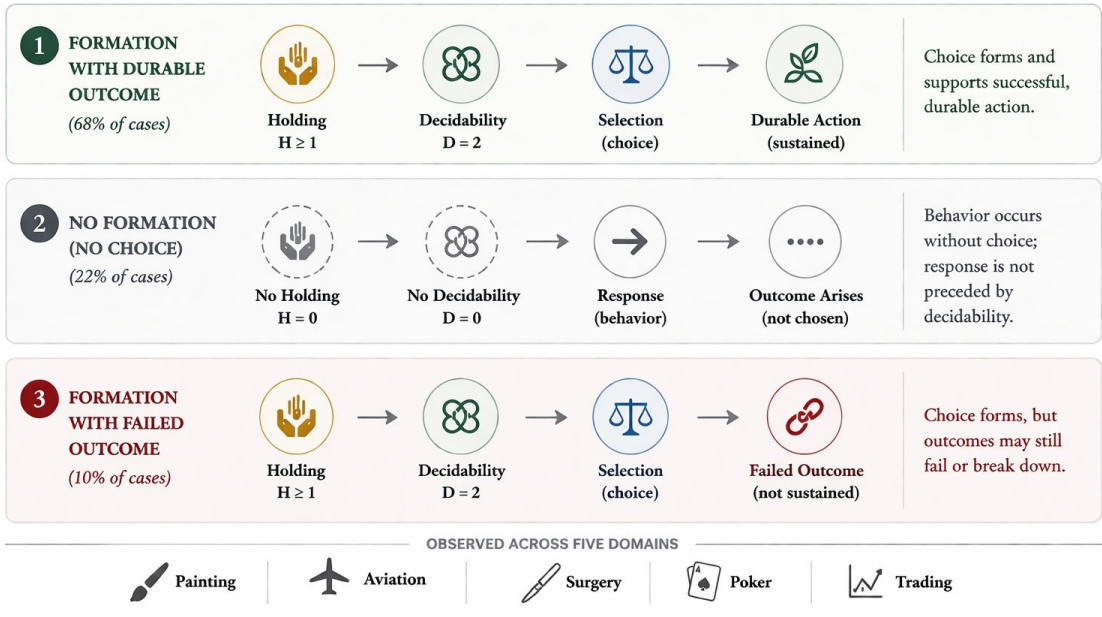 1
FORMATION
WITH DURABLE
OUTCOME
(68% of cases)
Holding
H ≥ 1
Decidability
D = 2
Selection
(choice)
Durable Action
(sustained)
Choice forms and
supports successful,
durable action.
2
NO FORMATION
(NO CHOICE)
(22% of cases)
No Holding
H = 0
No Decidability
D = 0
Response
(behavior)
Outcome Arises
(not chosen)
Behavior occurs
without choice;
response is not
preceded by
decidability.
3
FORMATION
WITH FAILED
OUTCOME
(10% of cases)
Holding
H ≥ 1
Decidability
D = 2
Selection
(choice)
Failed Outcome
(not sustained)
Choice forms, but
outcomes may still
fail or break down.
OBSERVED ACROSS FIVE DOMAINS
Painting
Aviation
Surgery
A
Poker
Trading